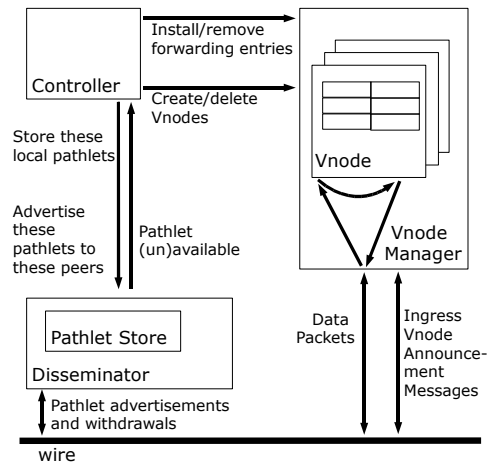 Install/remove
forwarding entries
Controller
Create/delete
Vnodes
Vnode
Store these
local pathlets
Advertise
these
pathlets to
these peers
Pathlet
(un)available
Vnode
Manager
Pathlet Store
Disseminator
Data
Packets
Ingress
Vnode
Announce-
ment
Messages
Pathlet advertisements
and withdrawals
wire